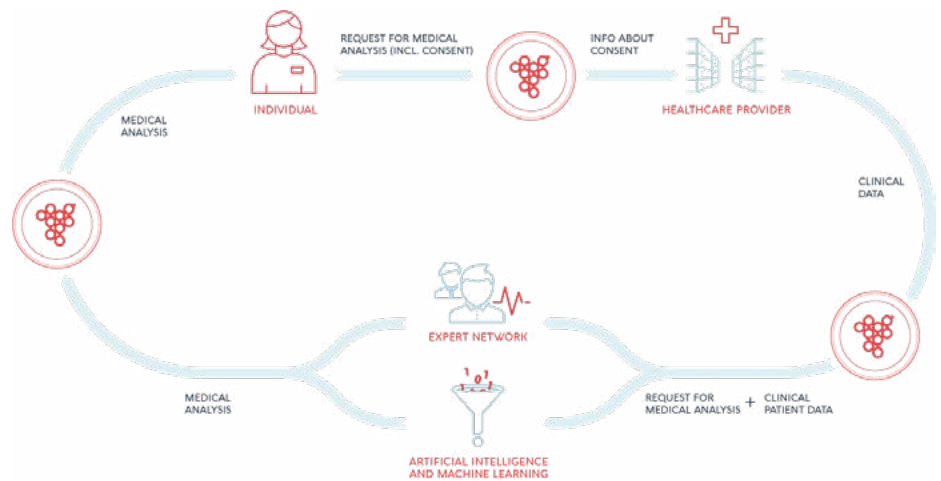 REQUEST FOR MEDICAL
ANALYSIS (INCL. CONSENT)
INFO ABOUT
CONSENT
INDIVIDUAL
HEALTHCARE PROVIDER
MEDICAL
ANALYSIS
CLINICAL
DATA
EXPERT NETWORK
MEDICAL
ANALYSIS
REQUEST FOR
MEDICAL ANALYSIS
+
CLINICAL
PATIENT DATA
ARTIFICIAL INTELLIGENCE
AND MACHINE LEARNING